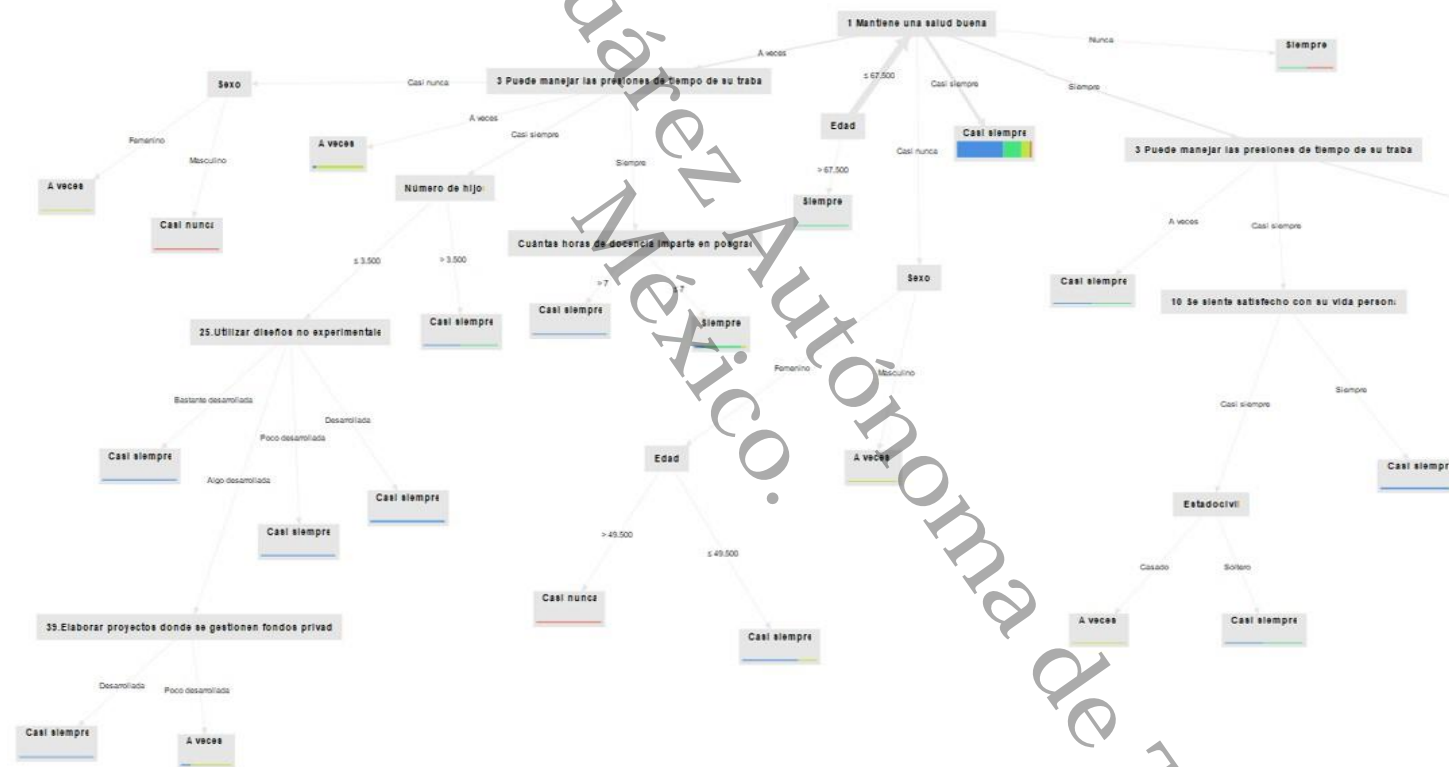 1 Mantiene una salud buena
Nunca
Siempre
A veces
≤ 67,500
Casi siempre
Siempre
Sexo
Casi nunca
3 Puede manejar las presiones de tiempo de su traba
A veces
Casi siempre
Siempre
Edad
Casi nunca
Casi siempre
3 Puede manejar las presiones de tiempo de su traba
Femenino
Masculino
A veces
> 67,500
A veces
Casi nunca
Número de hijo
Siempre
A veces
Casi siempre
Cuántas horas de docencia imparte en posgra
≤ 3,500
> 3,500
> 7
≤ 7
Sexo
Casi siempre
10 Se siente satisfecho con su vida person
25.Utilizar diseños no experimentale
Casi siempre
Casi siempre
Siempre
Femenino
Masculino
Bastante desarrollada
Desarrollada
Poco desarrollada
Algo desarrollada
Casi siempre
Siempre
Casi siempre
Casi siempre
Casi siempre
Edad
A veces
Casi siempr
Estadocivil
> 49,500
≤ 49,500
Casado
Soltero
Casi nunca
Casi siempre
A veces
Casi siempre
39.Elaborar proyectos donde se gestionen fondos privad
Desarrollada
Poco desarrollada
Casi siempre
A veces
uárez Autónoma de T
México.